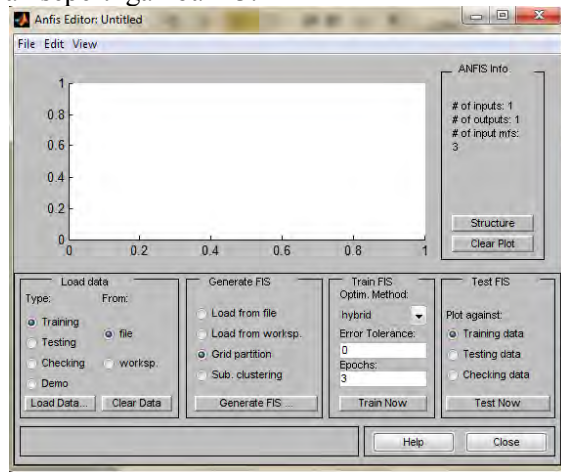 Anfis Editor: Untitled
File Edit View
ANFIS Info
# of inputs: 1
# of outputs: 1
# of input mfs:
3
Structure
Clear Plot
1
0.8
0.6
0.4
0.2
0
0 0.2 0.4 0.6 0.8 1
Load data
Type: From:
Training
Testing
Checking
Demo
file
worksp.
Load Data... Clear Data
Generate FIS
Load from file
Load from worksp.
Grid partition
Sub. clustering
Generate FIS ...
Train FIS
Optim. Method:
hybrid
Error Tolerance:
0
Epochs:
3
Train Now
Test FIS
Plot against:
Training data
Testing data
Checking data
Test Now
Help Close